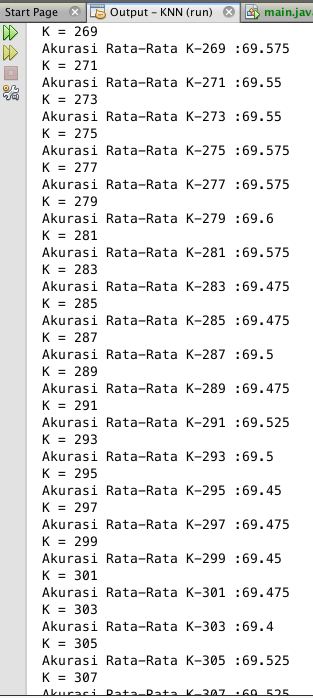 Start Page
Output - KNN (run)
main.jav
K = 269
Akurasi Rata-Rata K-269 :69.575
K = 271
Akurasi Rata-Rata K-271 :69.55
K = 273
Akurasi Rata-Rata K-273 :69.55
K = 275
Akurasi Rata-Rata K-275 :69.575
K = 277
Akurasi Rata-Rata K-277 :69.575
K = 279
Akurasi Rata-Rata K-279 :69.6
K = 281
Akurasi Rata-Rata K-281 :69.575
K = 283
Akurasi Rata-Rata K-283 :69.475
K = 285
Akurasi Rata-Rata K-285 :69.475
K = 287
Akurasi Rata-Rata K-287 :69.5
K = 289
Akurasi Rata-Rata K-289 :69.475
K = 291
Akurasi Rata-Rata K-291 :69.525
K = 293
Akurasi Rata-Rata K-293 :69.5
K = 295
Akurasi Rata-Rata K-295 :69.45
K = 297
Akurasi Rata-Rata K-297 :69.475
K = 299
Akurasi Rata-Rata K-299 :69.45
K = 301
Akurasi Rata-Rata K-301 :69.475
K = 303
Akurasi Rata-Rata K-303 :69.4
K = 305
Akurasi Rata-Rata K-305 :69.525
K = 307
Akurasi Rata-Rata K-307 :69.525